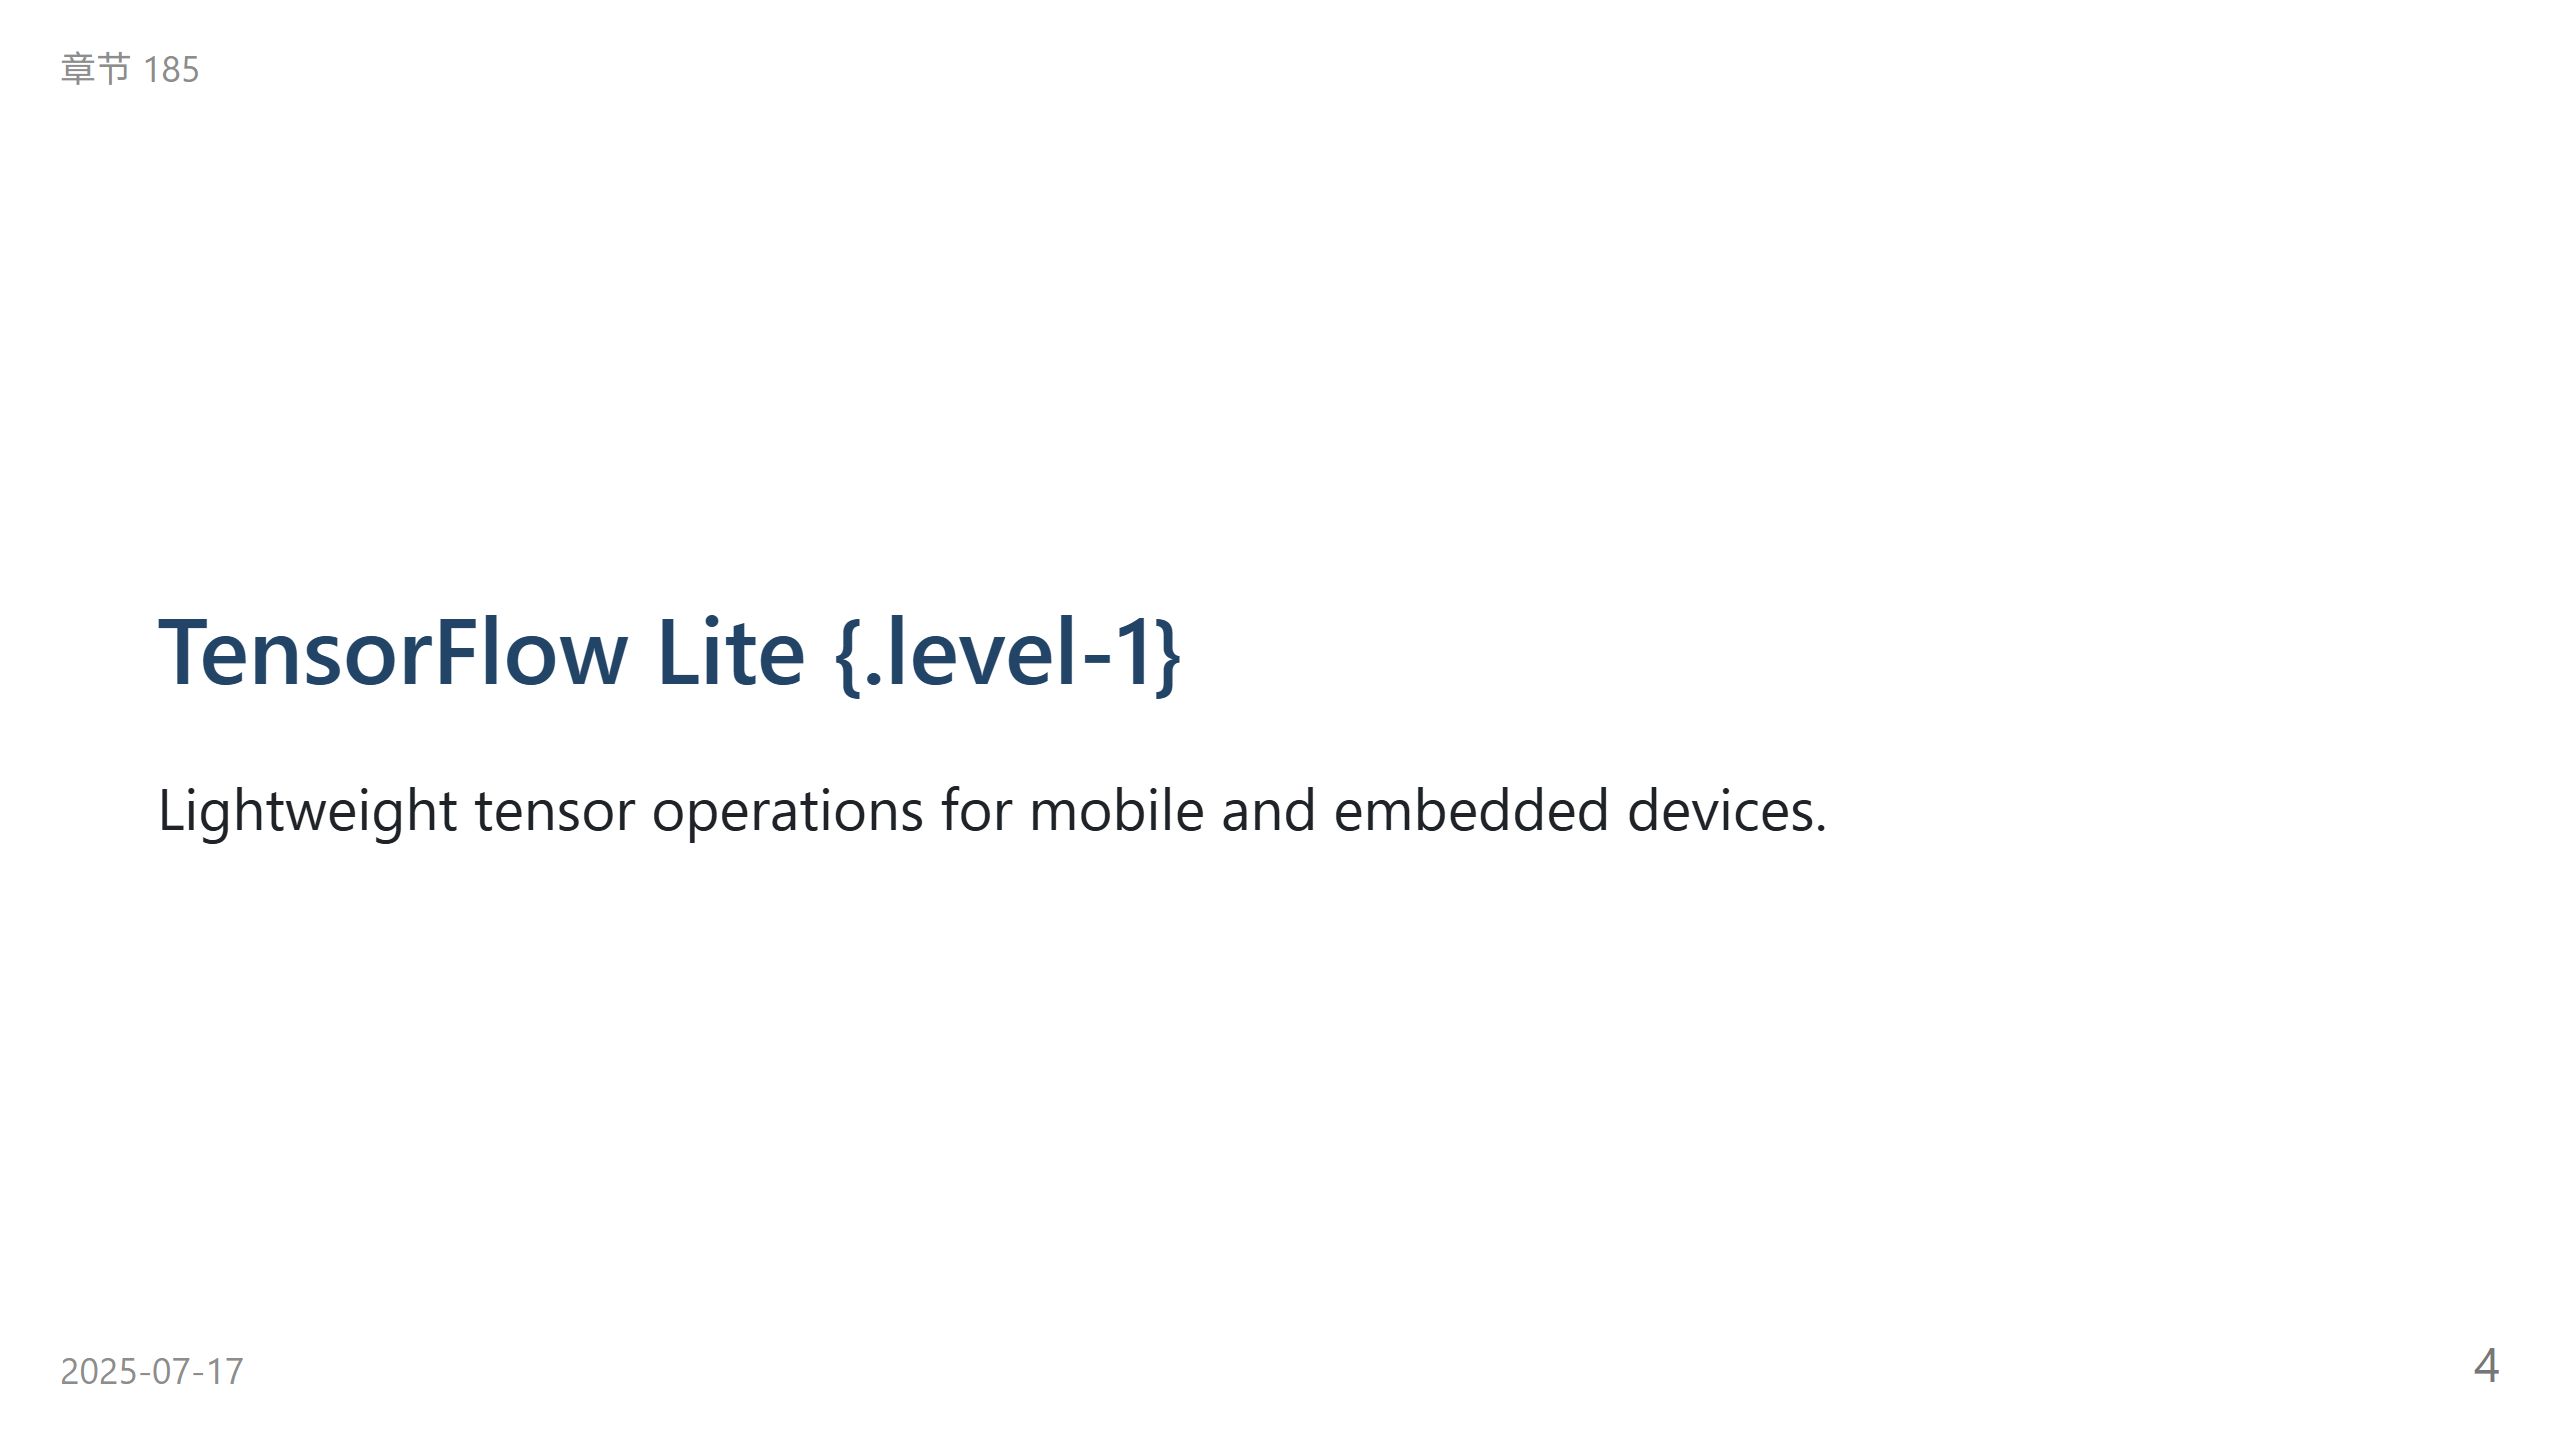 章节 185
TensorFlow Lite {.level-1}
Lightweight tensor operations for mobile and embedded devices.
2025-07-17
4